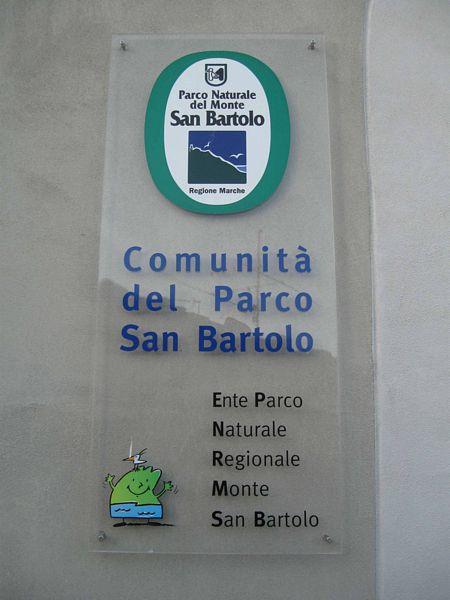 Parco Naturale
del Monte
San Bartolo
Regione Marche
Comunità
del Parco
San Bartolo
Ente Parco
Naturale
Regionale
Monte
San Bartolo